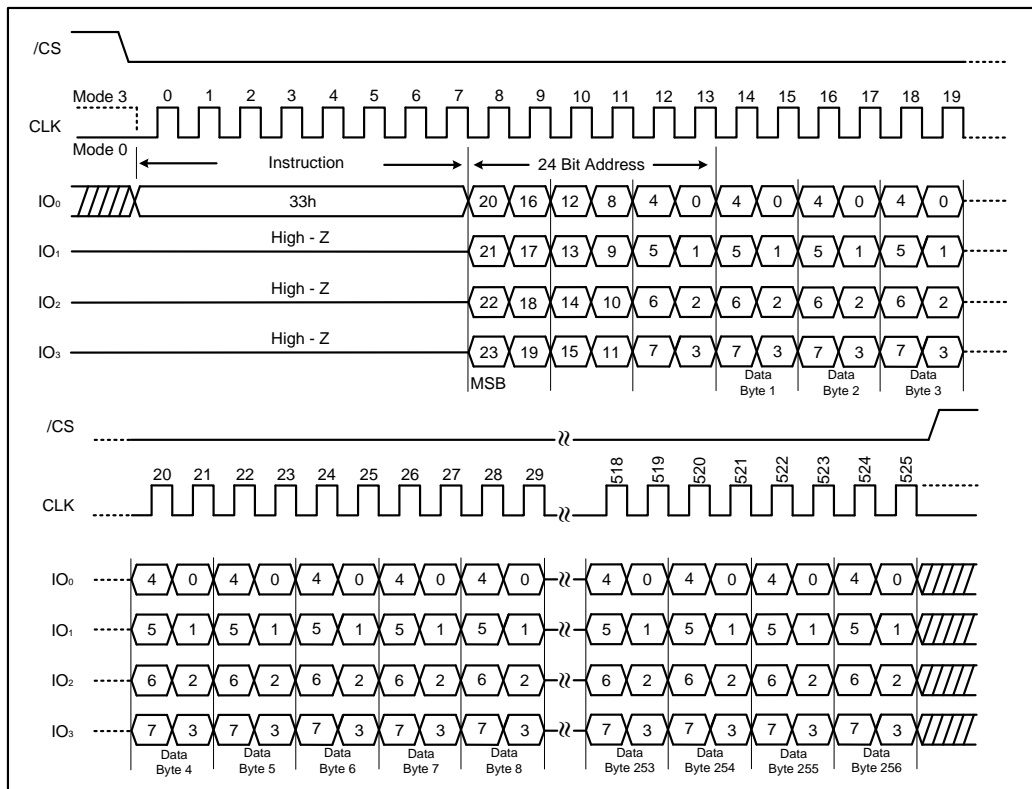 /CS
Mode 3 0 1 2 3 4 5 6 7 8 9 10 11 12 13 14 15 16 17 18 19
CLK
Mode 0
Instruction 24 Bit Address
IO₀ 33h 20 16 12 8 4 0 4 0 4 0 4 0
IO₁ High - Z 21 17 13 9 5 1 5 1 5 1 5 1
IO₂ High - Z 22 18 14 10 6 2 6 2 6 2 6 2
IO₃ High - Z 23 19 15 11 7 3 7 3 7 3 7 3
MSB Data Byte 1 Data Byte 2 Data Byte 3
/CS
20 21 22 23 24 25 26 27 28 29 518 519 520 521 522 523 524 525
CLK
IO₀ 4 0 4 0 4 0 4 0 4 0 4 0 4 0 4 0 4 0
IO₁ 5 1 5 1 5 1 5 1 5 1 5 1 5 1 5 1 5 1
IO₂ 6 2 6 2 6 2 6 2 6 2 6 2 6 2 6 2 6 2
IO₃ 7 3 7 3 7 3 7 3 7 3 7 3 7 3 7 3 7 3
Data Byte 4 Data Byte 5 Data Byte 6 Data Byte 7 Data Byte 8 Data Byte 253 Data Byte 254 Data Byte 255 Data Byte 256